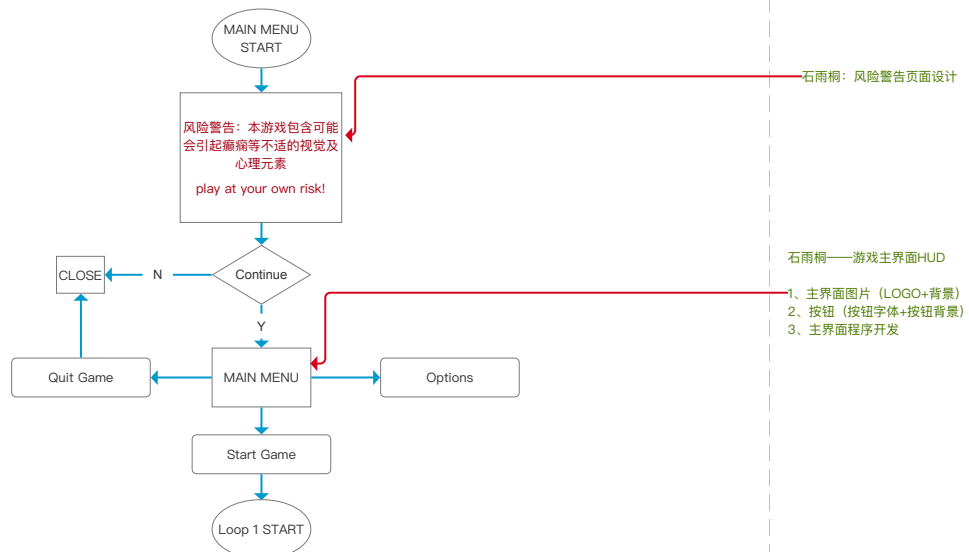 MAIN MENU
START
石雨桐：风险警告页面设计
风险警告：本游戏包含可能
会引起癫痫等不适的视觉及
心理元素
play at your own risk!
石雨桐——游戏主界面HUD
CLOSE
N
Continue
1、主界面图片（LOGO+背景）
2、按钮（按钮字体+按钮背景）
3、主界面程序开发
Y
Quit Game
MAIN MENU
Options
Start Game
Loop 1 START